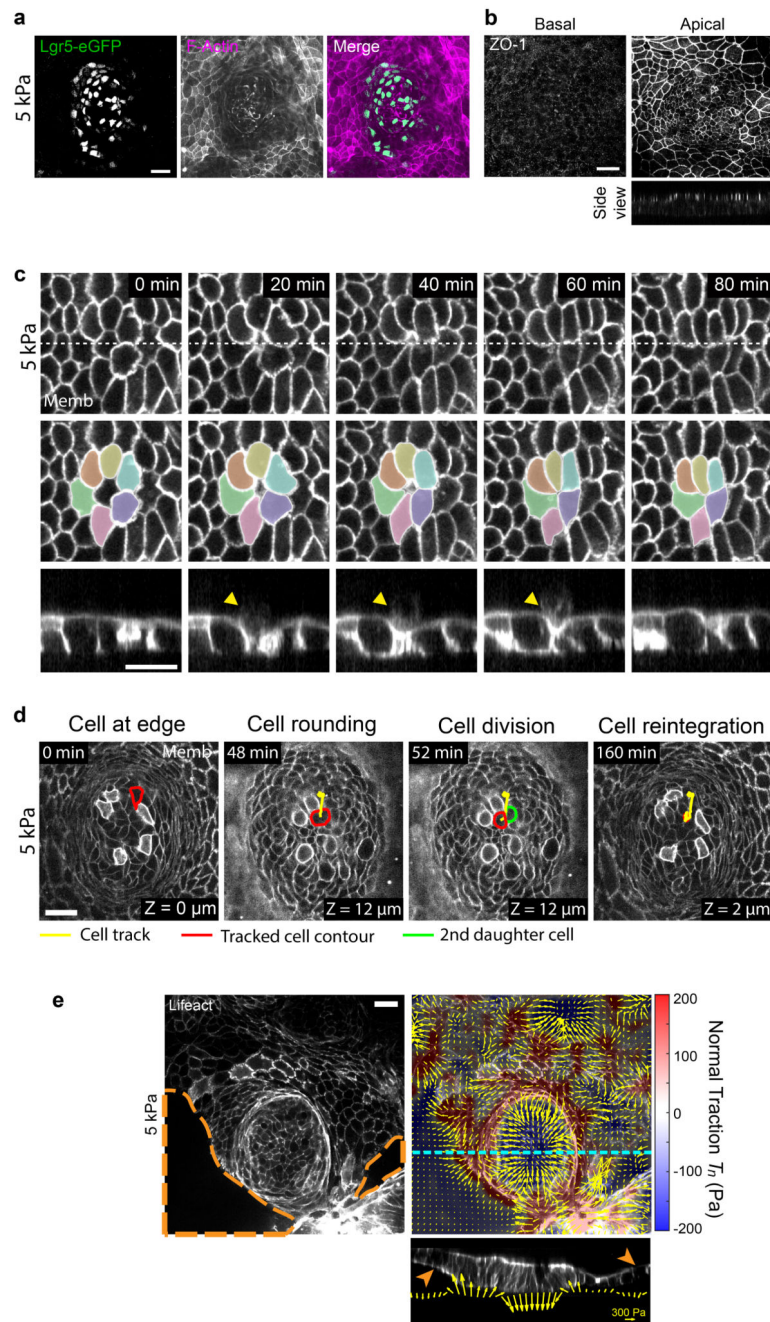 a
Lgr5-eGFP
F-Actin
Merge
5 kPa
b
Basal
Apical
ZO-1
Side view
c
0 min
20 min
40 min
60 min
80 min
5 kPa
Memb
d
Cell at edge
Cell rounding
Cell division
Cell reintegration
0 min
Memb
48 min
52 min
160 min
5 kPa
Z = 0 µm
Z = 12 µm
Z = 12 µm
Z = 2 µm
Cell track
Tracked cell contour
2nd daughter cell
e
Lifeact
5 kPa
200
100
0
-100
-200
Normal Traction Tn (Pa)
300 Pa